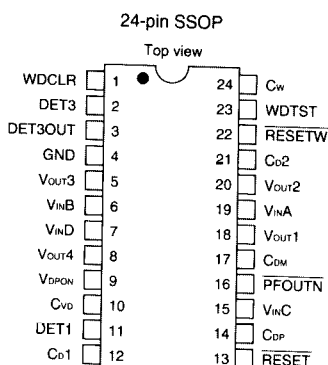 24-pin SSOP
Top view
WDCLR 1 24 Cw
DET3 2 23 WDTST
DET3OUT 3 22 RESETW
GND 4 21 CD2
VOUT3 5 20 VOUT2
VINB 6 19 VINA
VIND 7 18 VOUT1
VOUT4 8 17 CDM
VDPON 9 16 PFOUTN
CVD 10 15 VINC
DET1 11 14 CDP
CD1 12 13 RESET